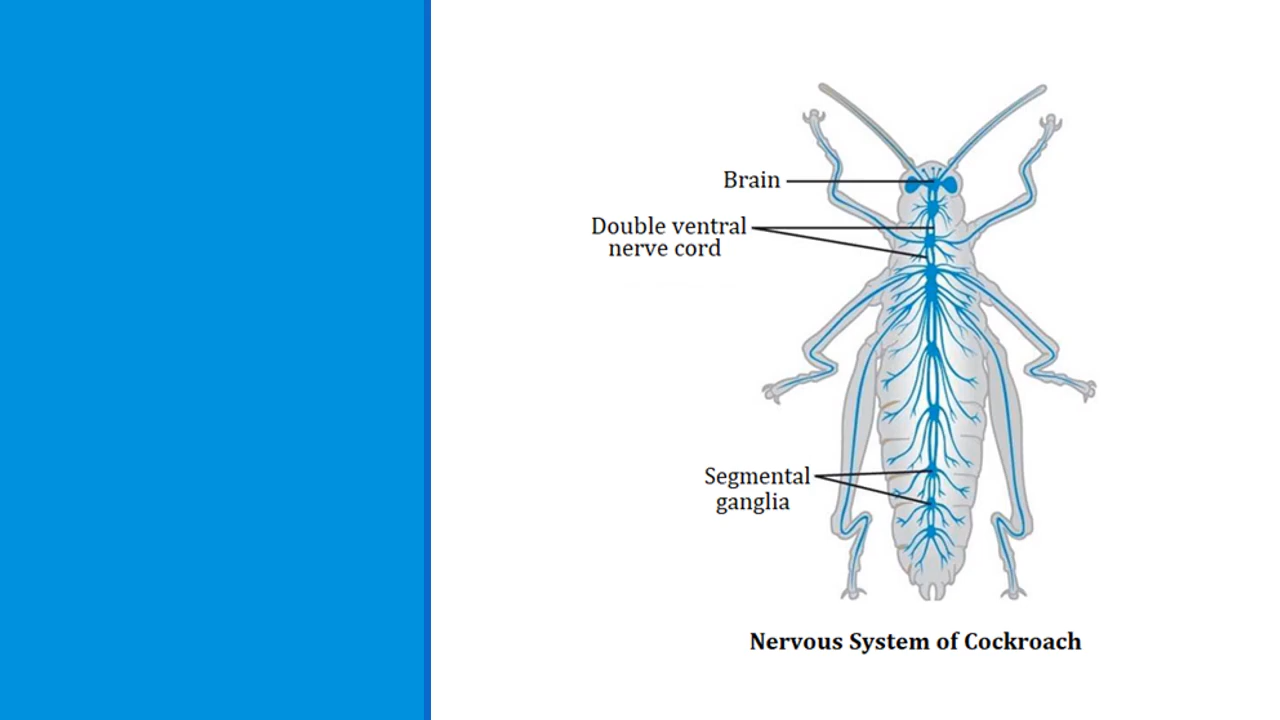 Brain
Double ventral
nerve cord
Segmental
ganglia
Nervous System of Cockroach